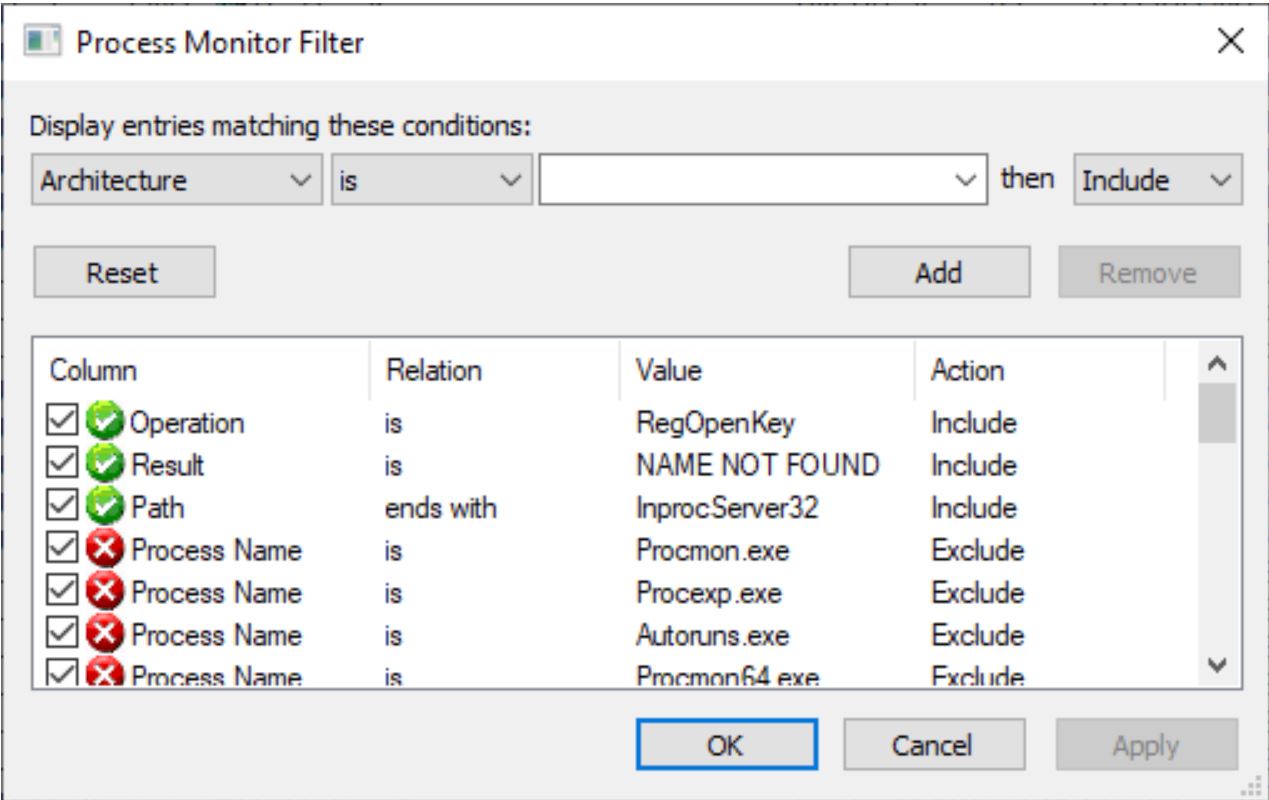 Process Monitor Filter
Display entries matching these conditions:
Architecture is then Include
Reset Add Remove
Column Relation Value Action
Operation is RegOpenKey Include
Result is NAME NOT FOUND Include
Path ends with InprocServer32 Include
Process Name is Procmon.exe Exclude
Process Name is Procexp.exe Exclude
Process Name is Autoruns.exe Exclude
Process Name is Procmon64.exe Exclude
OK Cancel Apply